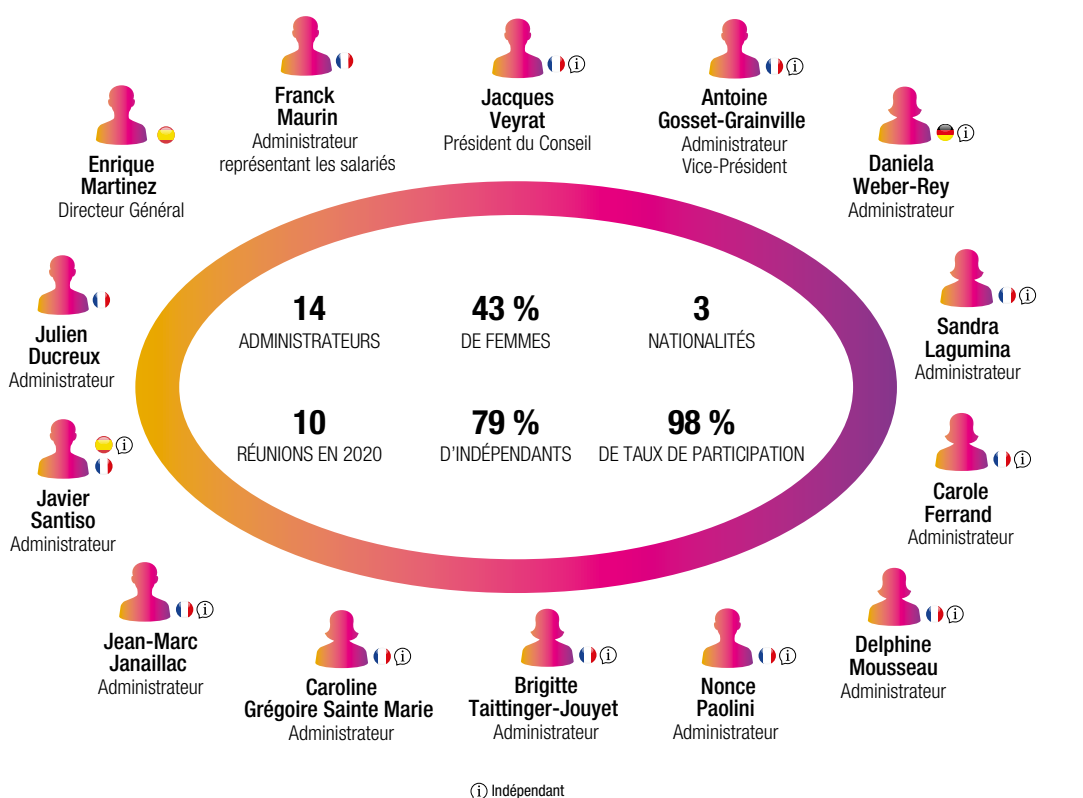 Franck
Maurin
Administrateur
représentant les salariés
Jacques
Veyrat
Président du Conseil
Antoine
Gosset-Grainville
Administrateur
Vice-Président
Enrique
Martinez
Directeur Général
Daniela
Weber-Rey
Administrateur
Julien
Ducreux
Administrateur
Sandra
Lagumina
Administrateur
14
ADMINISTRATEURS
43 %
DE FEMMES
3
NATIONALITÉS
10
RÉUNIONS EN 2020
79 %
D'INDÉPENDANTS
98 %
DE TAUX DE PARTICIPATION
Javier
Santiso
Administrateur
Carole
Ferrand
Administrateur
Jean-Marc
Janaillac
Administrateur
Caroline
Grégoire Sainte Marie
Administrateur
Brigitte
Taittinger-Jouyet
Administrateur
Nonce
Paolini
Administrateur
Delphine
Mousseau
Administrateur
i Indépendant